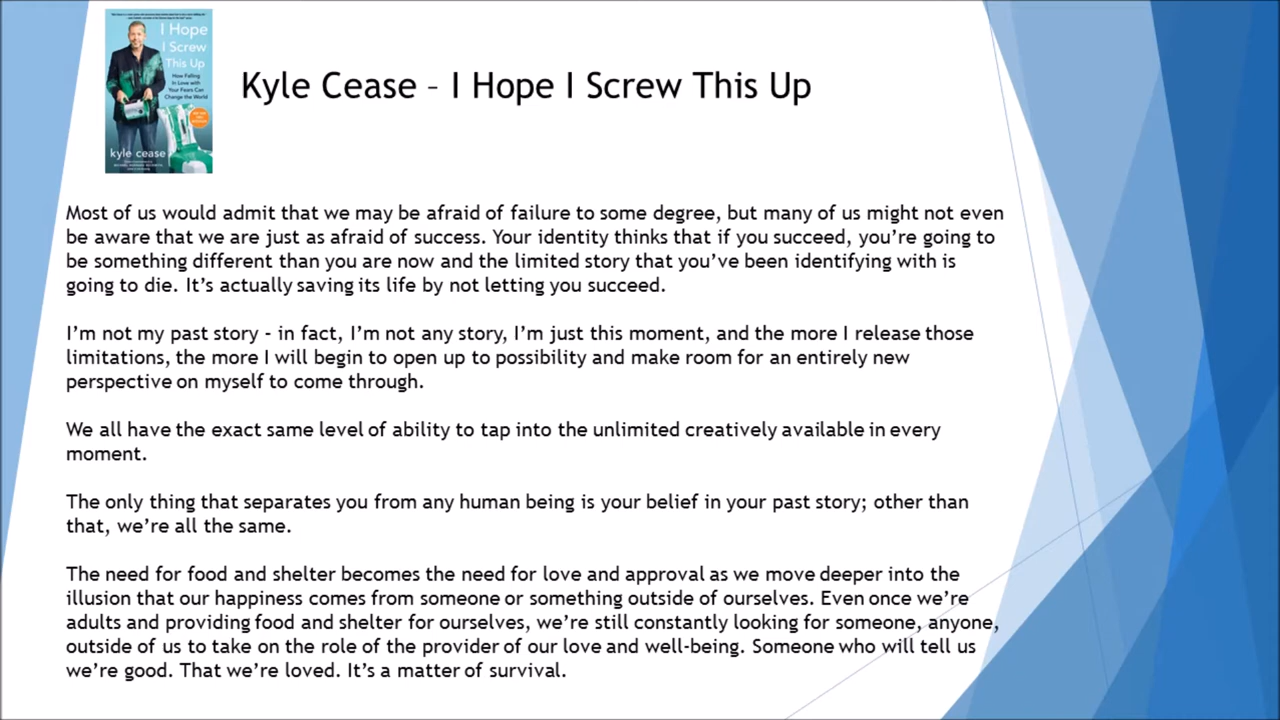 I Hope
I Screw
This Up
How Falling
In Love with
Your Fears Can
Change the World
kyle cease
Kyle Cease – I Hope I Screw This Up
Most of us would admit that we may be afraid of failure to some degree, but many of us might not even
be aware that we are just as afraid of success. Your identity thinks that if you succeed, you’re going to
be something different than you are now and the limited story that you’ve been identifying with is
going to die. It’s actually saving its life by not letting you succeed.
I’m not my past story - in fact, I’m not any story, I’m just this moment, and the more I release those
limitations, the more I will begin to open up to possibility and make room for an entirely new
perspective on myself to come through.
We all have the exact same level of ability to tap into the unlimited creatively available in every
moment.
The only thing that separates you from any human being is your belief in your past story; other than
that, we’re all the same.
The need for food and shelter becomes the need for love and approval as we move deeper into the
illusion that our happiness comes from someone or something outside of ourselves. Even once we’re
adults and providing food and shelter for ourselves, we’re still constantly looking for someone, anyone,
outside of us to take on the role of the provider of our love and well-being. Someone who will tell us
we’re good. That we’re loved. It’s a matter of survival.